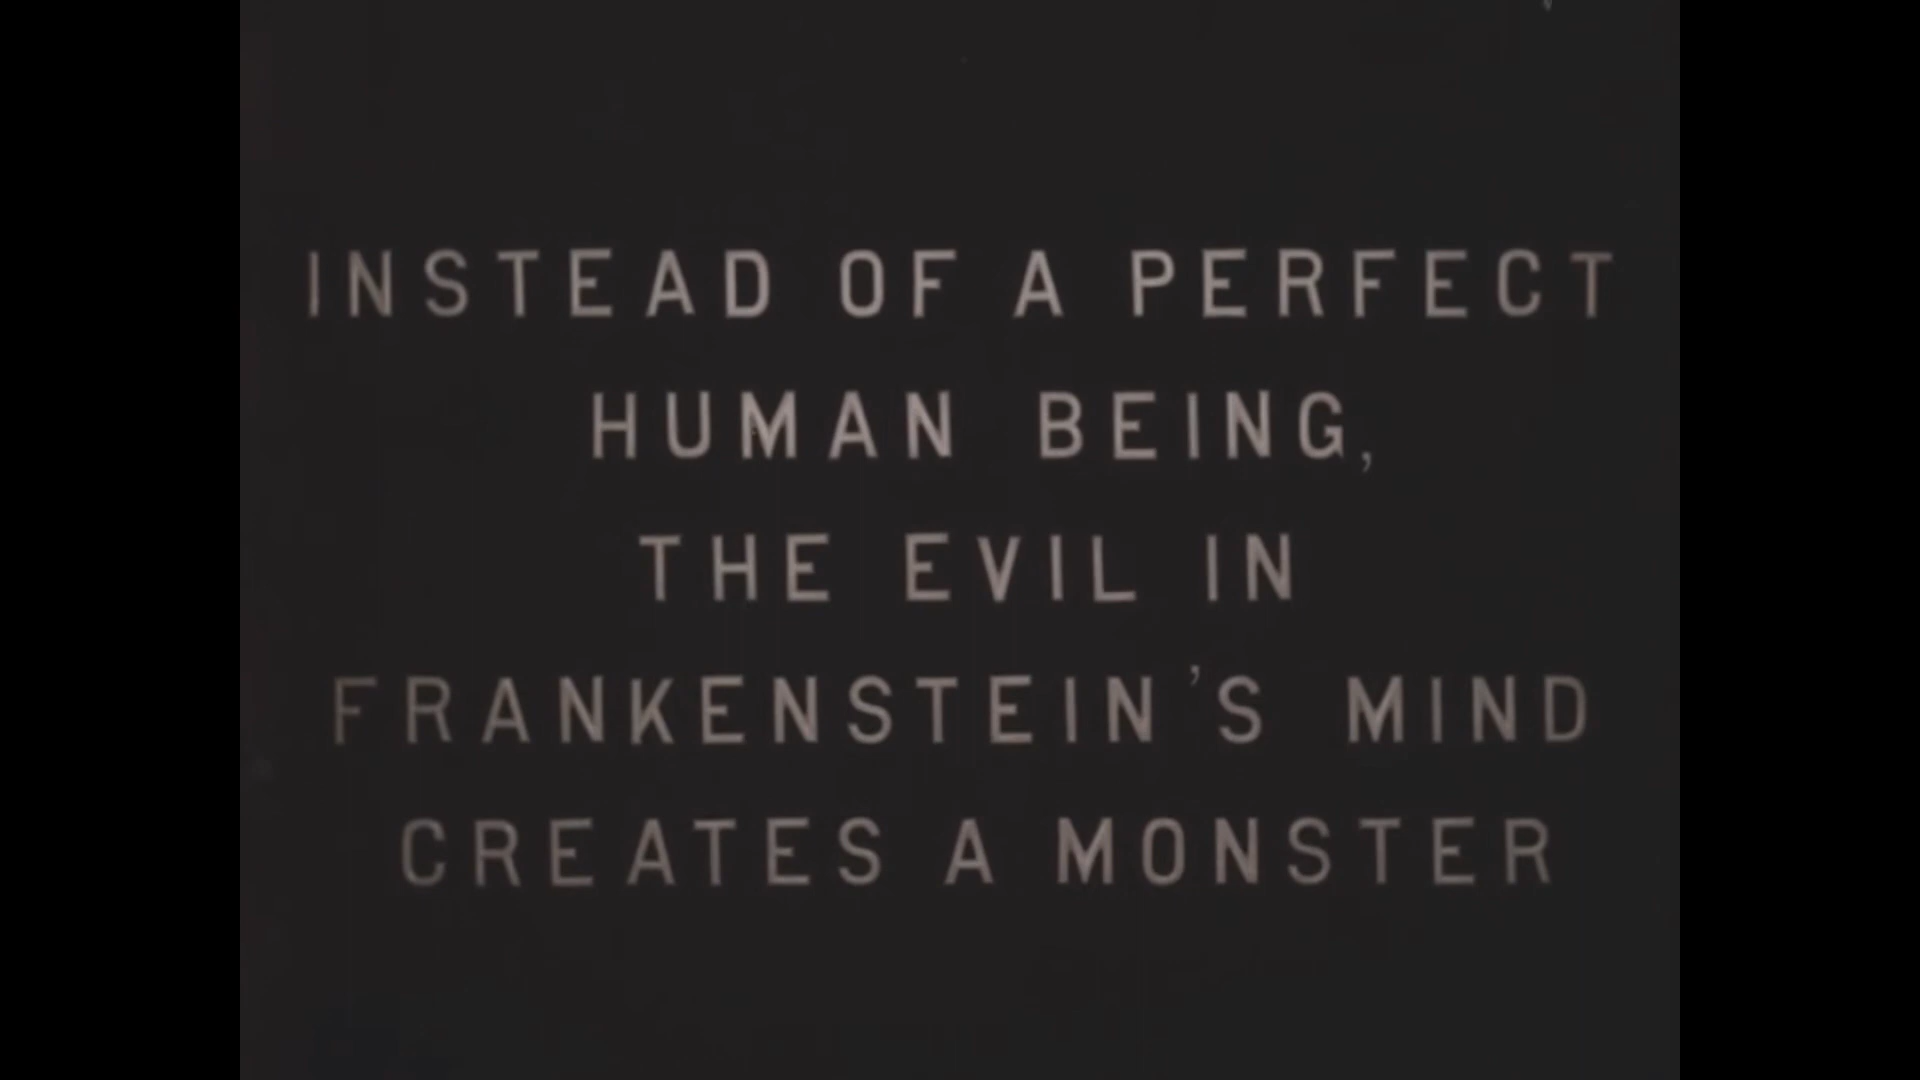 INSTEAD OF A PERFECT
HUMAN BEING,
THE EVIL IN
FRANKENSTEIN'S MIND
CREATES A MONSTER